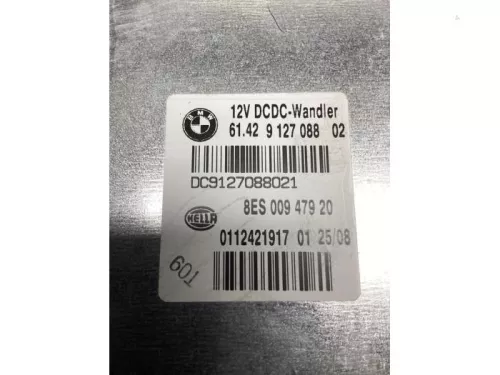 BMW
12V DCDC-Wandler
61.42 9 127 088 02
DC9127088021
8ES 009 479 20
HELLA
0112421917 01 25/08
601